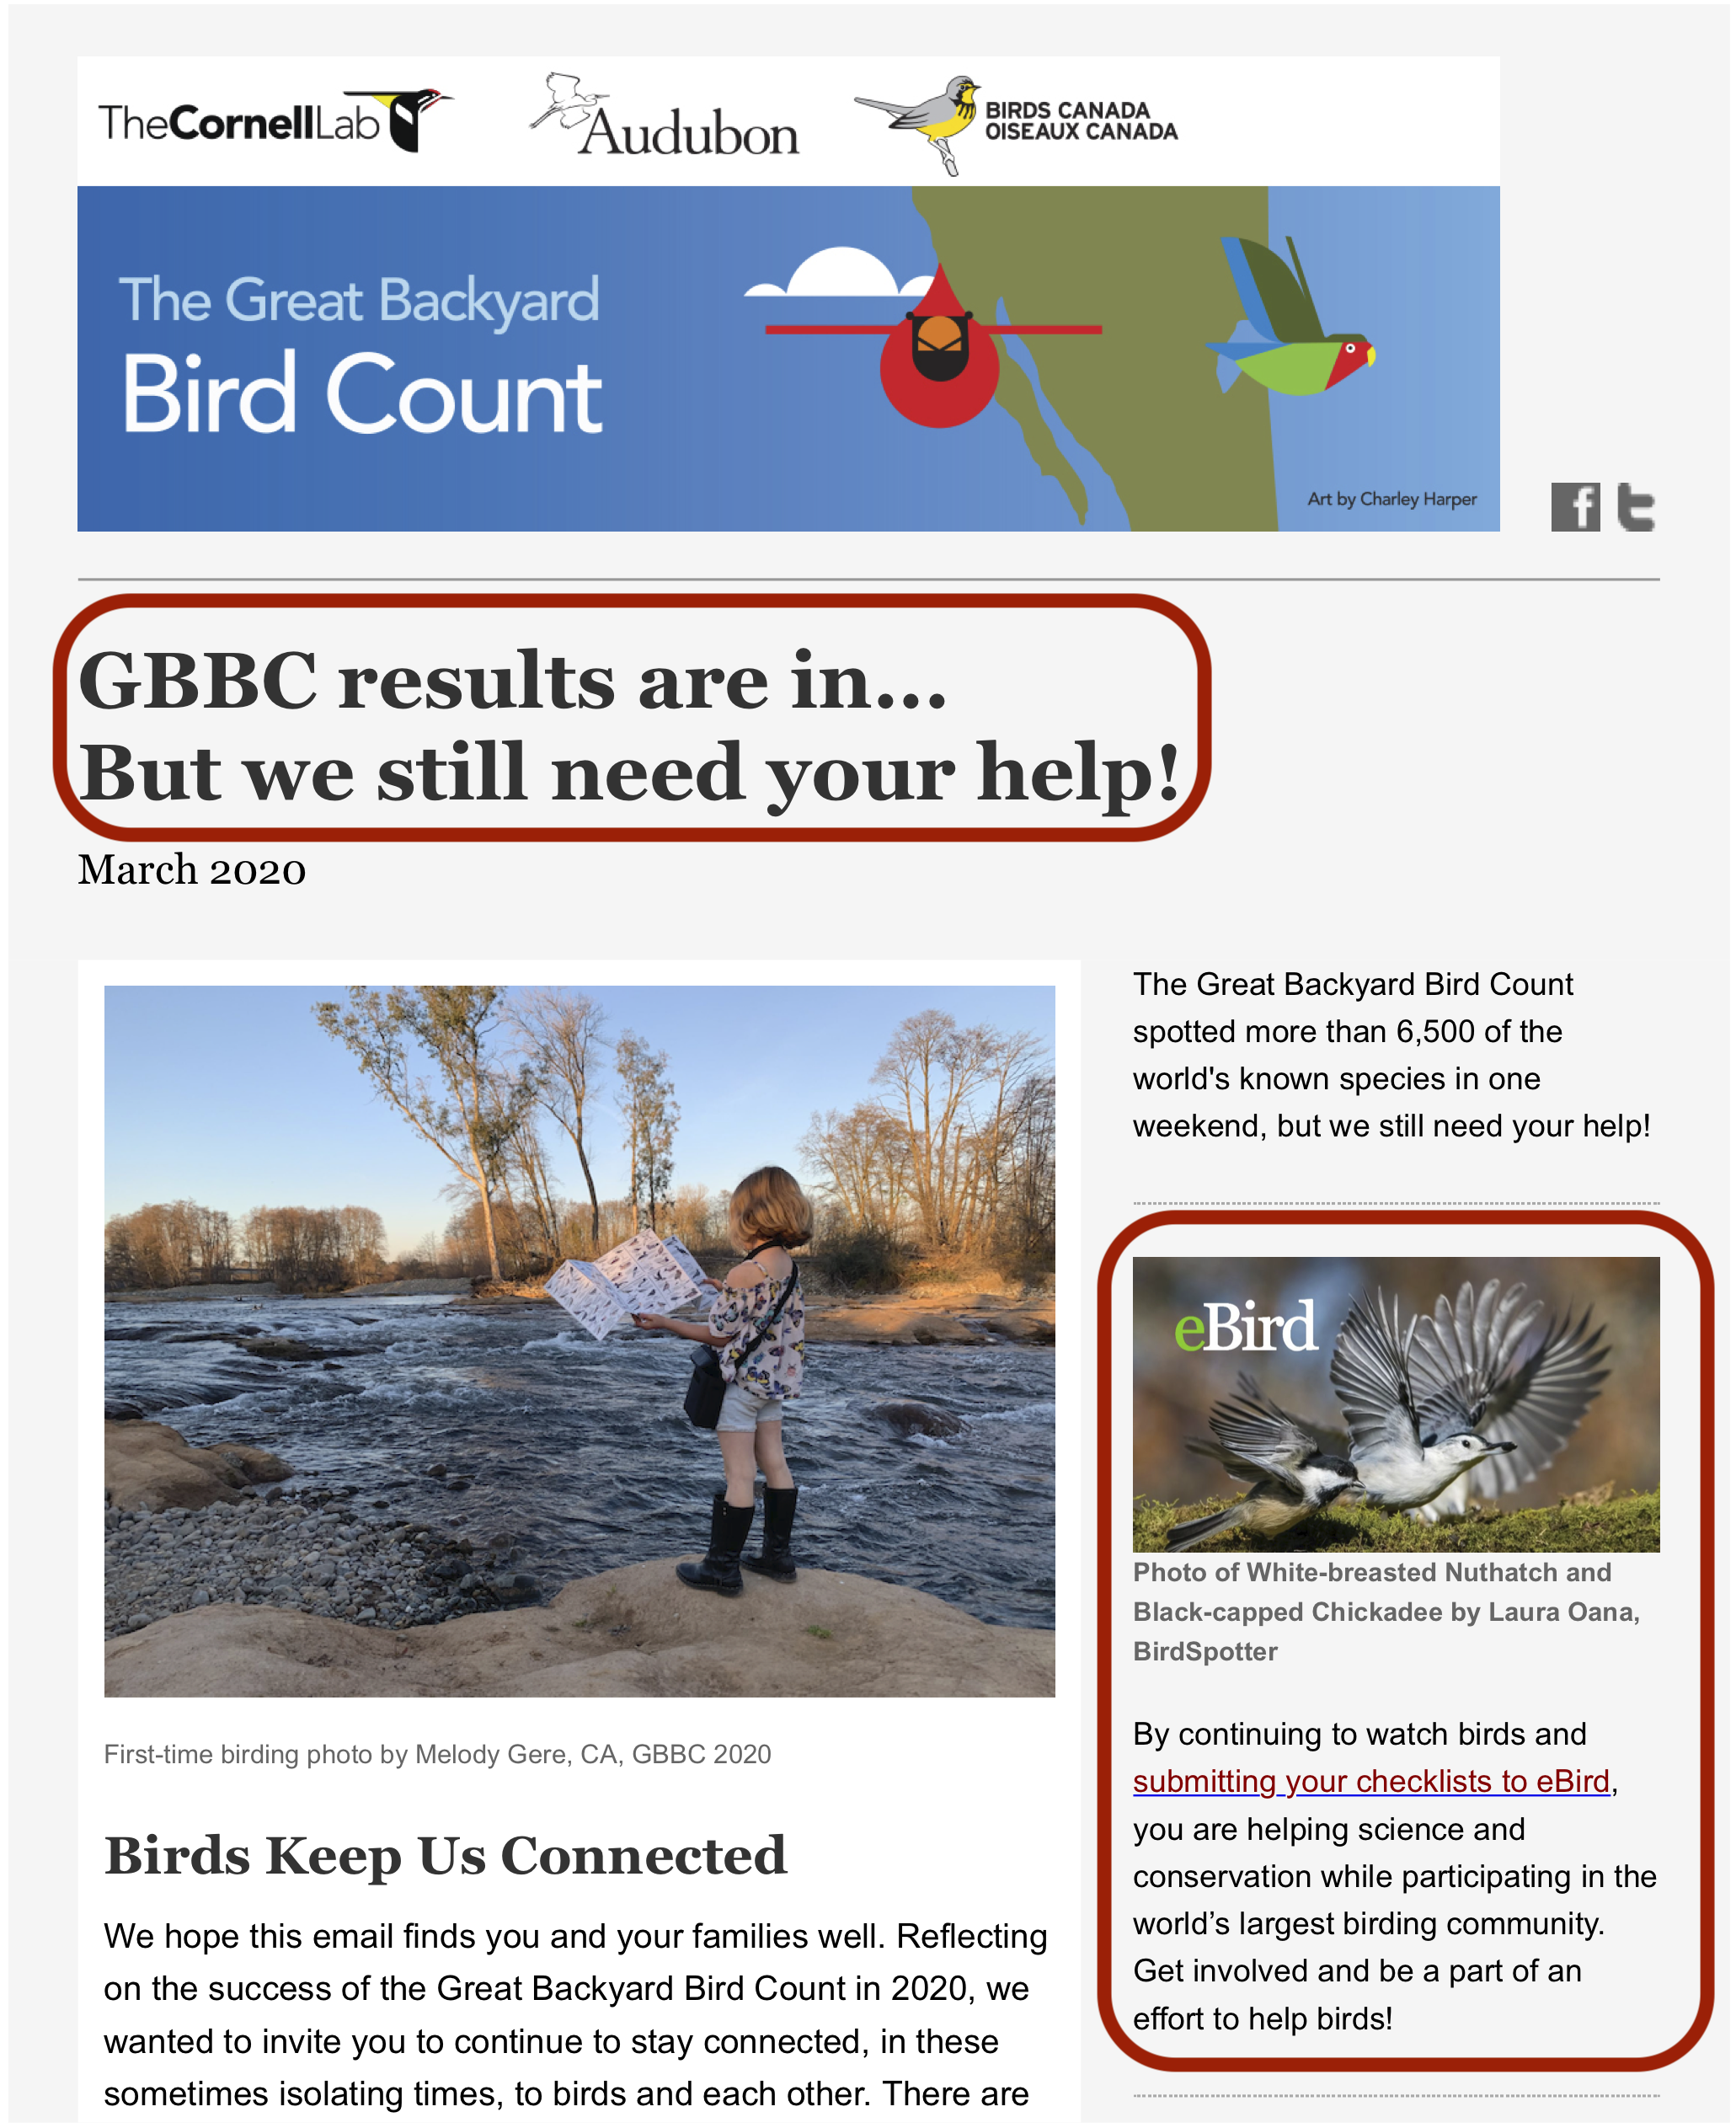 TheCornellLab
Audubon
BIRDS CANADA
OISEAUX CANADA
The Great Backyard
Bird Count
Art by Charley Harper
f t
GBBC results are in...
But we still need your help!
March 2020
First-time birding photo by Melody Gere, CA, GBBC 2020
Birds Keep Us Connected
We hope this email finds you and your families well. Reflecting
on the success of the Great Backyard Bird Count in 2020, we
wanted to invite you to continue to stay connected, in these
sometimes isolating times, to birds and each other. There are
The Great Backyard Bird Count
spotted more than 6,500 of the
world's known species in one
weekend, but we still need your help!
eBird
Photo of White-breasted Nuthatch and
Black-capped Chickadee by Laura Oana,
BirdSpotter
By continuing to watch birds and
submitting your checklists to eBird,
you are helping science and
conservation while participating in the
world’s largest birding community.
Get involved and be a part of an
effort to help birds!